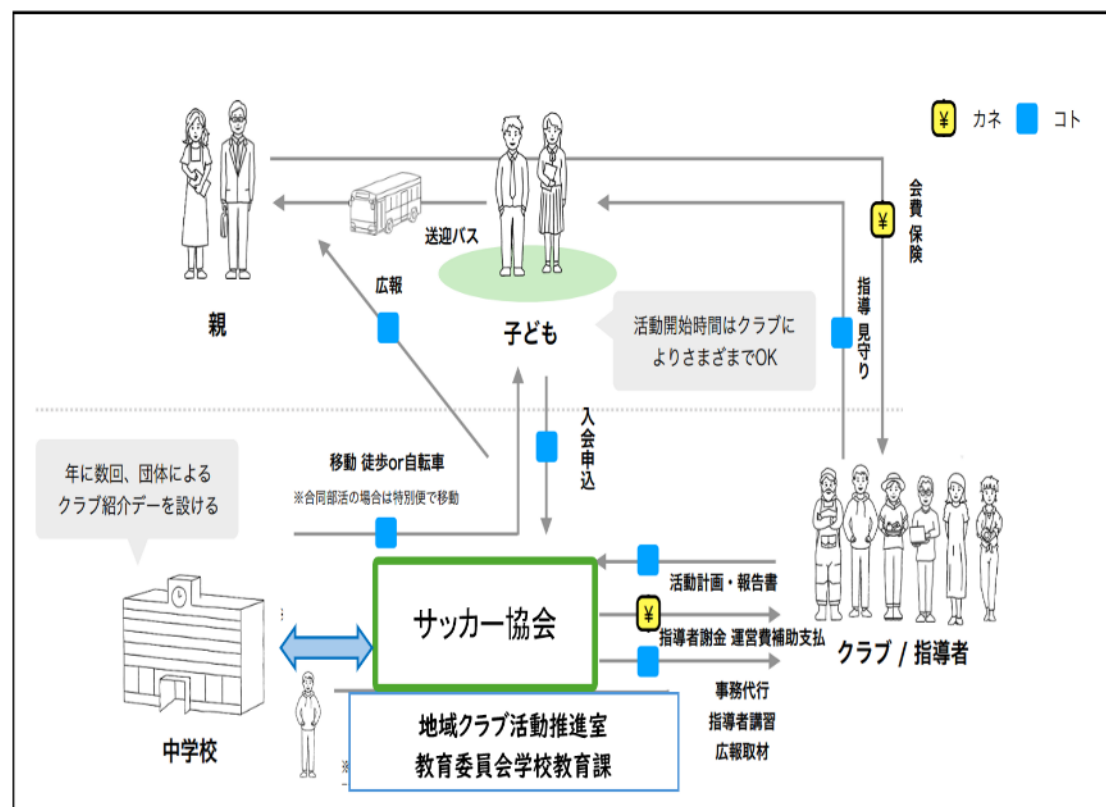 ¥ カネ コト
送迎バス
広報
親
子ども
活動開始時間はクラブに
よりさまざまでOK
¥
会費 保険
指導 見守り
入会申込
年に数回、団体による
クラブ紹介デーを設ける
移動 徒歩or自転車
※合同部活の場合は特別便で移動
サッカー協会
活動計画・報告書
¥
指導者謝金 運営費補助支払
事務代行
指導者講習
広報取材
クラブ / 指導者
中学校
地域クラブ活動推進室
教育委員会学校教育課
※